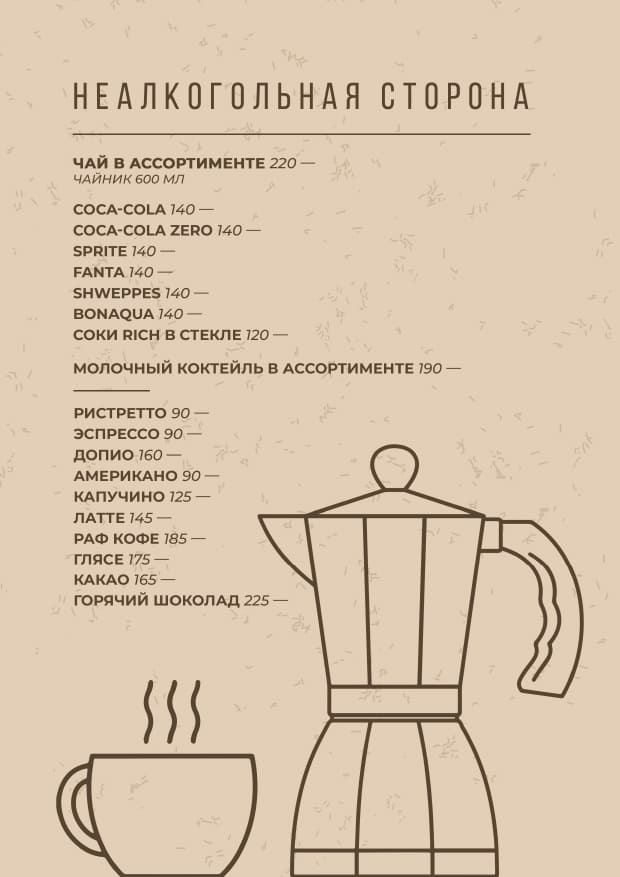 НЕАЛКОГОЛЬНАЯ СТОРОНА
ЧАЙ В АССОРТИМЕНТЕ 220 —
ЧАЙНИК 600 МЛ
COCA-COLA 140 —
COCA-COLA ZERO 140 —
SPRITE 140 —
FANTA 140 —
SHWEPPES 140 —
BONAQUA 140 —
СОКИ RICH В СТЕКЛЕ 120 —
МОЛОЧНЫЙ КОКТЕЙЛЬ В АССОРТИМЕНТЕ 190 —
РИСТРЕТТО 90 —
ЭСПРЕССО 90 —
ДОПИО 160 —
АМЕРИКАНО 90 —
КАПУЧИНО 125 —
ЛАТТЕ 145 —
РАФ КОФЕ 185 —
ГЛЯСЕ 175 —
КАКАО 165 —
ГОРЯЧИЙ ШОКОЛАД 225 —